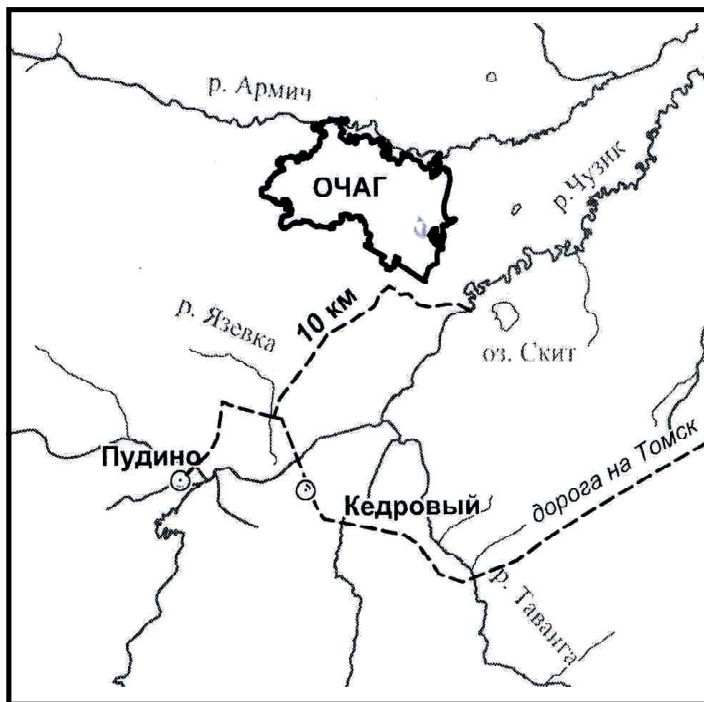 р. Армич
р.Чузик
ОЧАГ
10 км
р. Язевка
оз. Скит
Пудино
Кедровый
дорога на Томск
р. Таванга